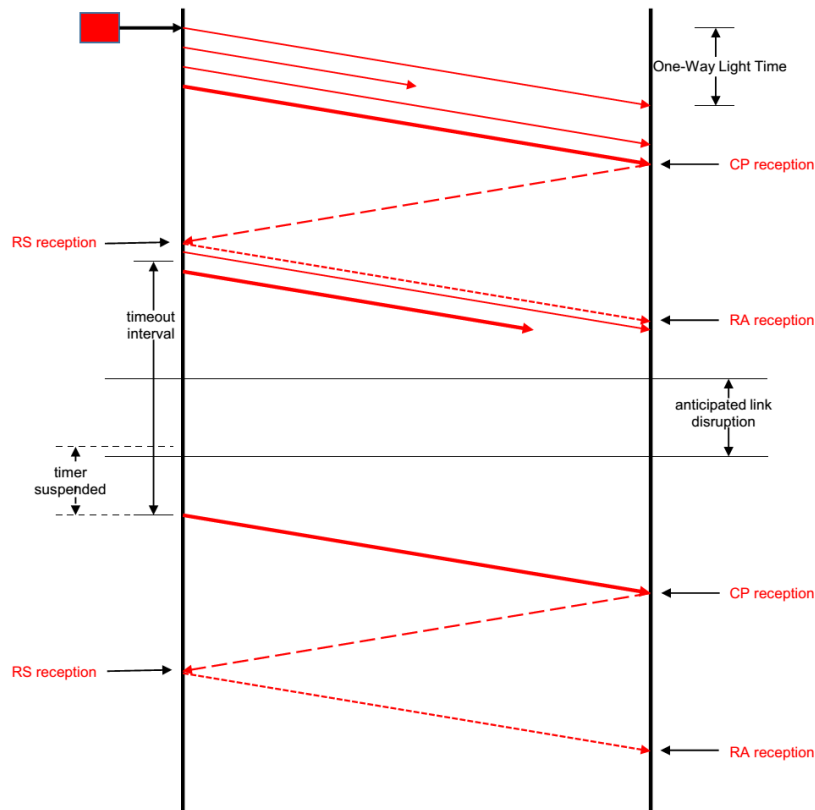 One-Way Light Time
CP reception
RS reception
timeout
interval
RA reception
anticipated link
disruption
timer
suspended
CP reception
RS reception
RA reception